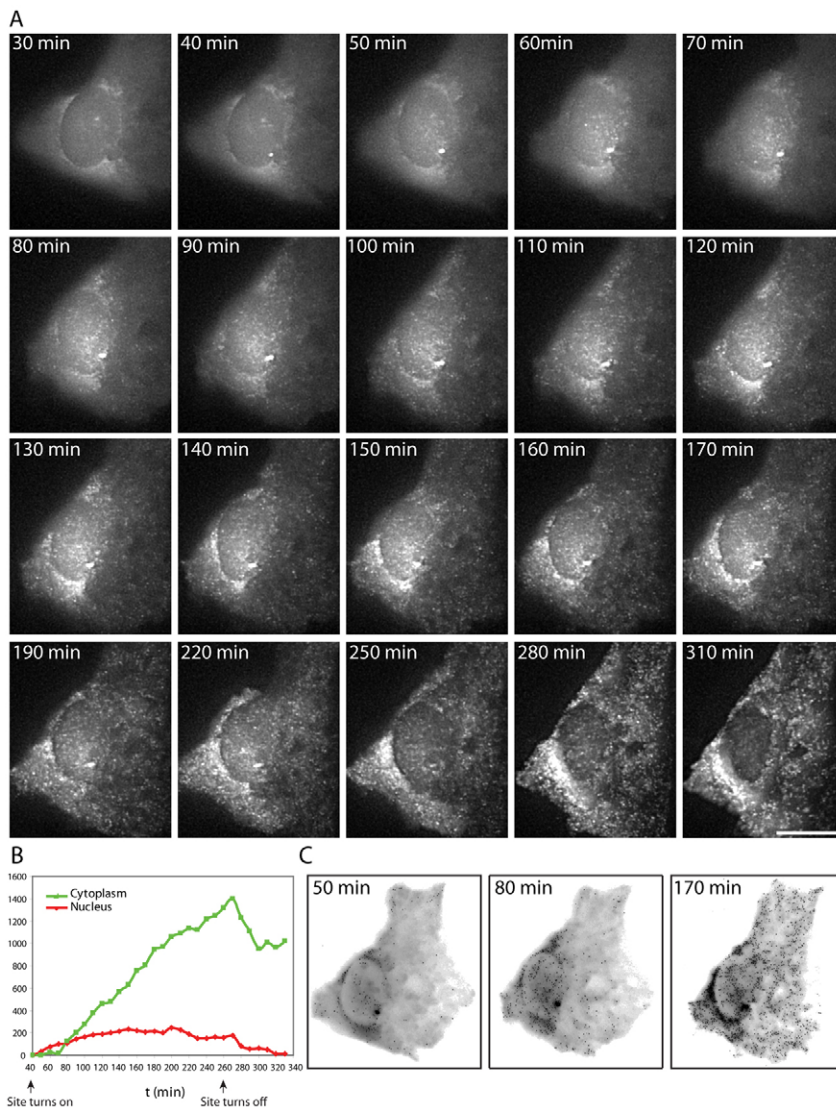 A
30 min 40 min 50 min 60min 70 min
80 min 90 min 100 min 110 min 120 min
130 min 140 min 150 min 160 min 170 min
190 min 220 min 250 min 280 min 310 min
B
1600
1400
1200
1000
800
600
400
200
0
Cytoplasm
Nucleus
40 60 80 100 120 140 160 180 200 220 240 260 280 300 320 340
t (min)
Site turns on
Site turns off
C
50 min 80 min 170 min